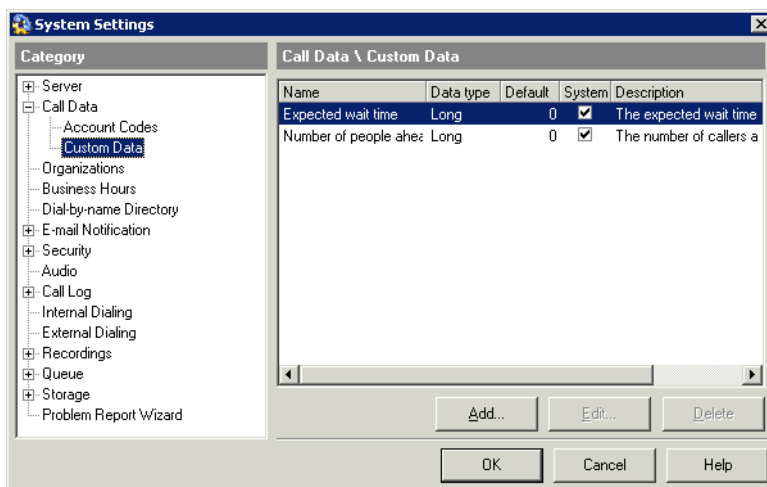 System Settings
Category
Call Data \ Custom Data
Server
Call Data
Account Codes
Custom Data
Organizations
Business Hours
Dial-by-name Directory
E-mail Notification
Security
Audio
Call Log
Internal Dialing
External Dialing
Recordings
Queue
Storage
Problem Report Wizard
Name Data type Default System Description
Expected wait time Long 0 The expected wait time
Number of people ahea Long 0 The number of callers a
Add... Edit... Delete
OK Cancel Help